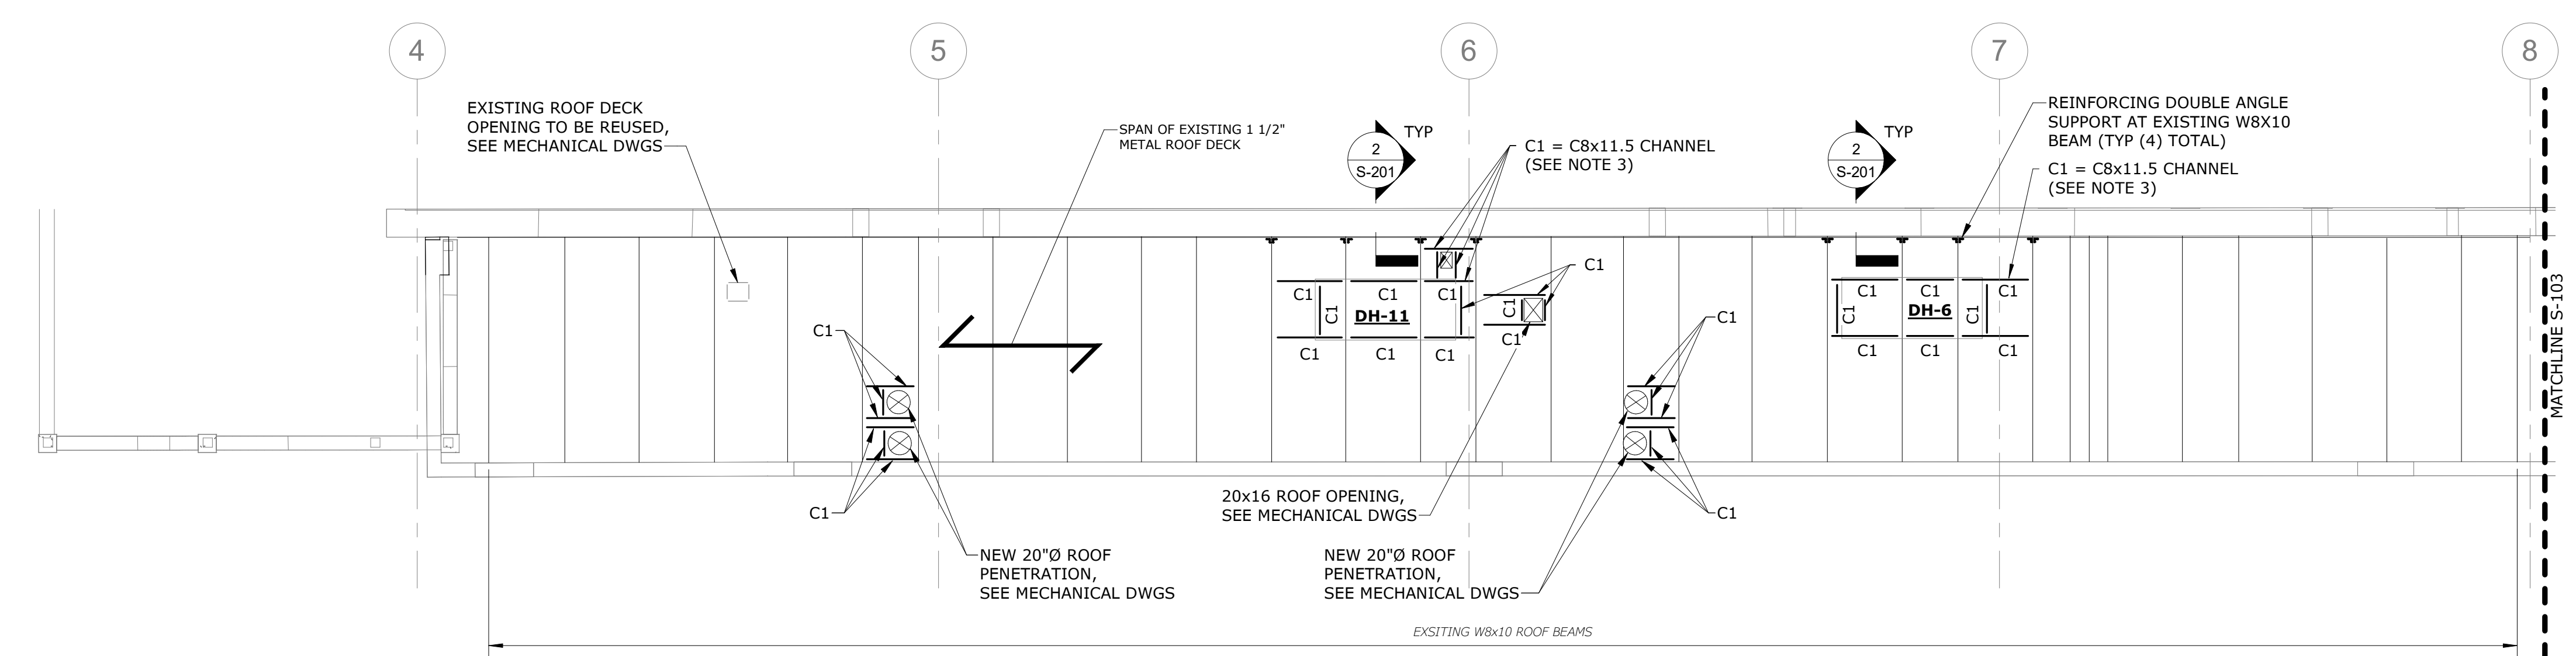 4
5
6
7
8
EXISTING ROOF DECK
OPENING TO BE REUSED,
SEE MECHANICAL DWGS
SPAN OF EXISTING 1 1/2"
METAL ROOF DECK
2
S-201
TYP
C1 = C8x11.5 CHANNEL
(SEE NOTE 3)
2
S-201
TYP
REINFORCING DOUBLE ANGLE
SUPPORT AT EXISTING W8X10
BEAM (TYP (4) TOTAL)
C1 = C8x11.5 CHANNEL
(SEE NOTE 3)
C1
C1
C1
C1
C1
DH-11
C1
C1
C1
C1
C1
C1
C1
C1
C1
C1
DH-6
C1
C1
C1
C1
C1
C1
C1
C1
MATCHLINE S-103
20x16 ROOF OPENING,
SEE MECHANICAL DWGS
NEW 20"Ø ROOF
PENETRATION,
SEE MECHANICAL DWGS
NEW 20"Ø ROOF
PENETRATION,
SEE MECHANICAL DWGS
EXSITING W8x10 ROOF BEAMS